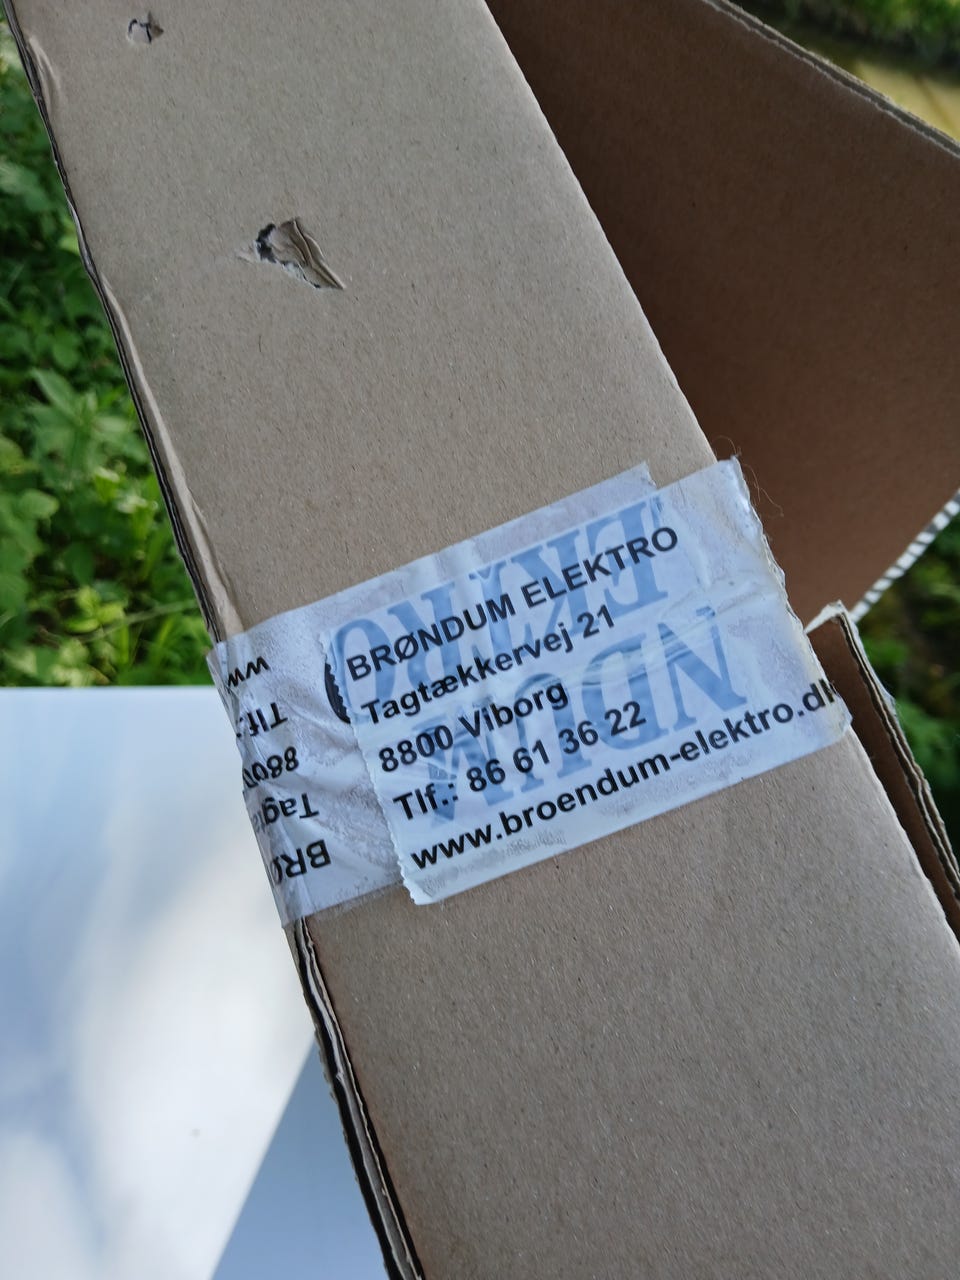 BRØNDUM ELEKTRO
Tagtækkervej 21
8800 Viborg
Tlf.: 86 61 36 22
www.broendum-elektro.dk